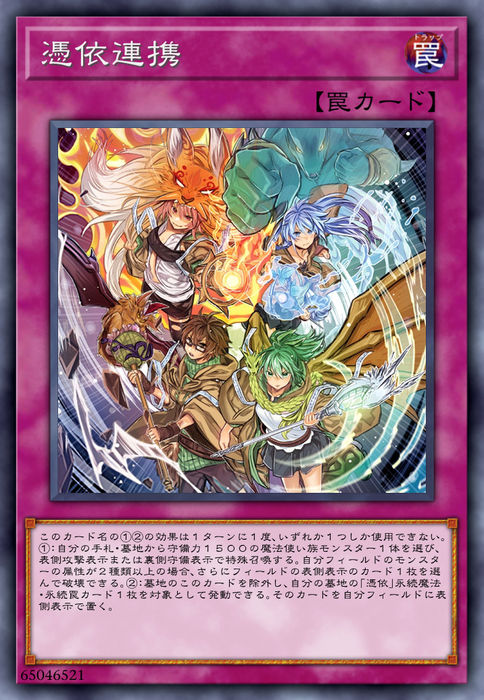 憑依連携
トラップ
罠
【罠カード】
このカード名の①②の効果は1ターンに1度、いずれか1つしか使用できない。
①:自分の手札・墓地から守備力1500の魔法使い族モンスター1体を選び、
表側攻撃表示または裏側守備表示で特殊召喚する。自分フィールドのモンス
ターの属性が2種類以上の場合、さらにフィールドの表側表示のカード1枚を選
んで破壊できる。②:墓地のこのカードを除外し、自分の墓地の「憑依」永続魔法
・永続罠カード1枚を対象として発動できる。そのカードを自分フィールドに表
側表示で置く。
65046521